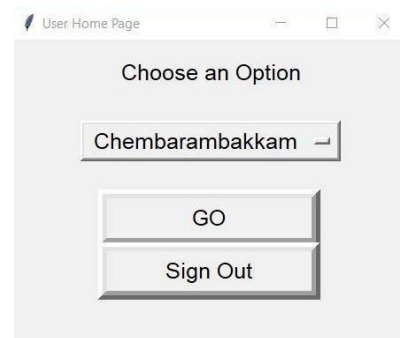 User Home Page
Choose an Option
Chembarambakkam
GO
Sign Out